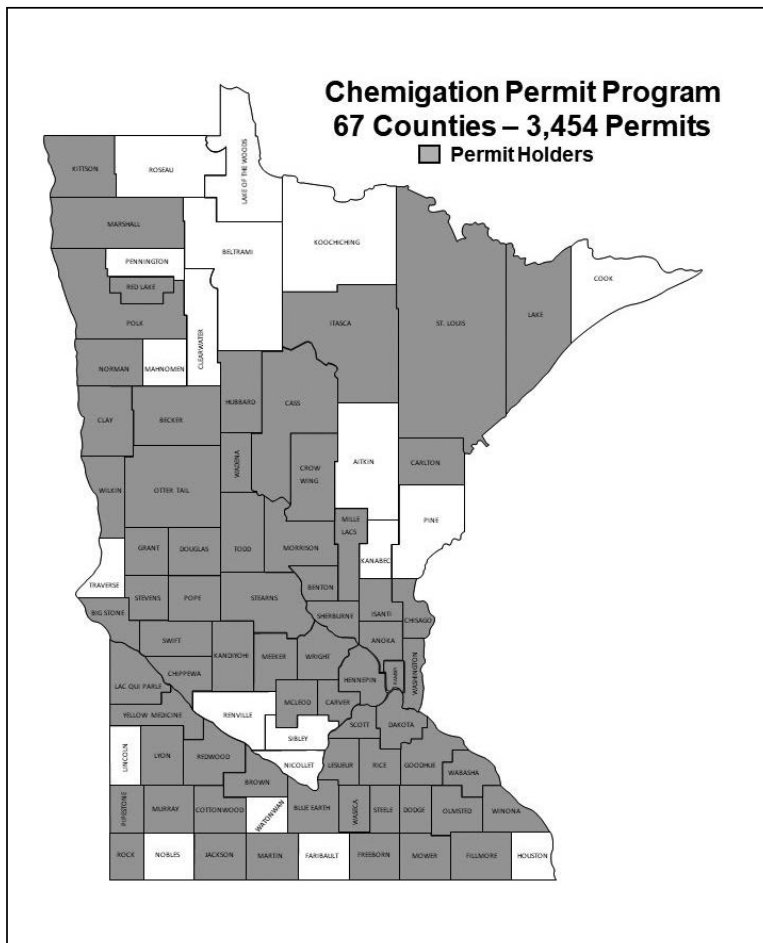 Chemigation Permit Program
67 Counties – 3,454 Permits
Permit Holders
KITTSON
ROSEAU
LAKE OF THE WOODS
MARSHALL
KOOCHICHING
BELTRAMI
PENNINGTON
COOK
RED LAKE
POLK
CLEARWATER
ITASCA
ST. LOUIS
LAKE
NORMAN
MAHNOMEN
HUBBARD
CASS
CLAY
BECKER
WADENA
AITKIN
CARLTON
CROW
WING
WILKIN
OTTER TAIL
PINE
MILLE
LACS
GRANT
DOUGLAS
TODD
MORRISON
KANABEC
TRAVERSE
STEVENS
POPE
STEARNS
BENTON
BIG STONE
SHERBURNE
ISANTI
CHISAGO
SWIFT
ANOKA
KANDIYOHI
MEEKER
WRIGHT
CHIPPEWA
HENNEPIN
RAMSEY
WASHINGTON
LAC QUI PARLE
MCLEOD
CARVER
YELLOW MEDICINE
RENVILLE
SCOTT
DAKOTA
SIBLEY
LINCOLN
LYON
REDWOOD
NICOLLET
LESUEUR
RICE
GOODHUE
WABASHA
BROWN
PIPESTONE
MURRAY
COTTONWOOD
WATONWAN
BLUE EARTH
WASECA
STEELE
DODGE
OLMSTED
WINONA
ROCK
NOBLES
JACKSON
MARTIN
FARIBAULT
FREEBORN
MOWER
FILLMORE
HOUSTON